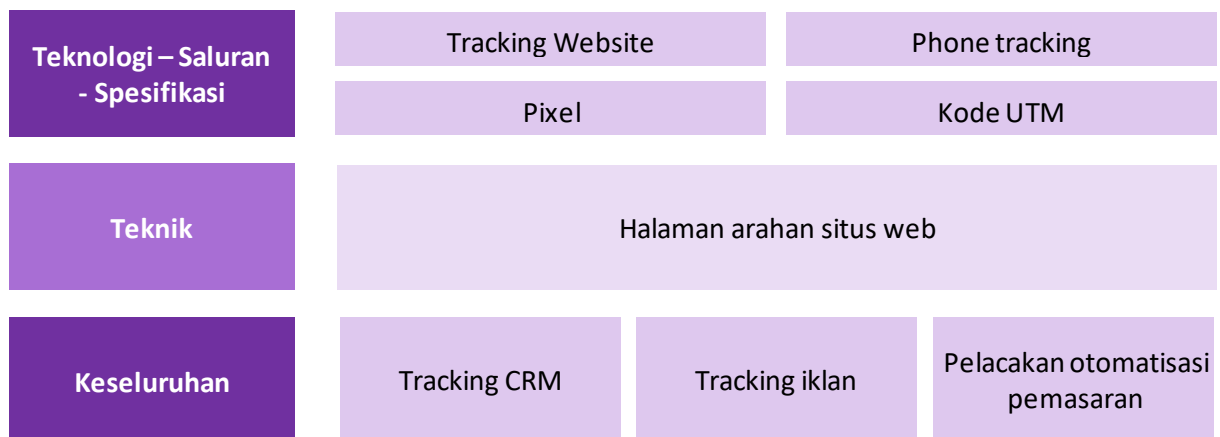 Teknologi – Saluran
- Spesifikasi
Tracking Website
Phone tracking
Pixel
Kode UTM
Teknik
Halaman arahan situs web
Keseluruhan
Tracking CRM
Tracking iklan
Pelacakan otomatisasi
pemasaran